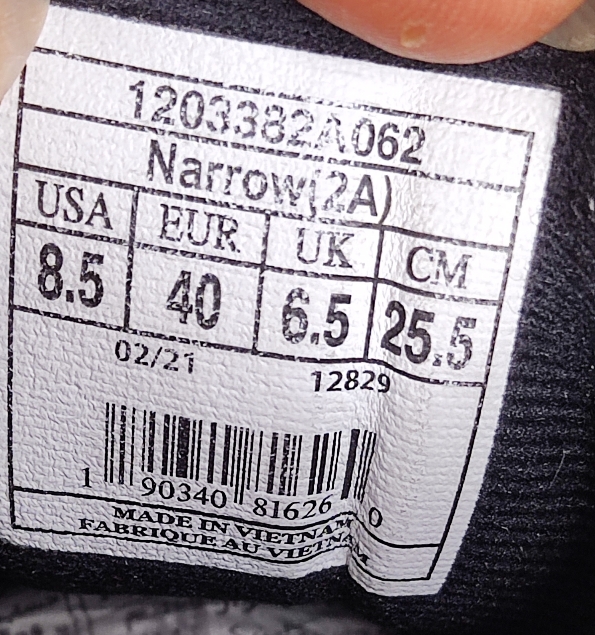 1203382A062
Narrow(2A)
USA EUR UK CM
8.5 40 6.5 25.5
02/21 12829
1 90340 81626 0
MADE IN VIETNAM
FABRIQUE AU VIETNAM